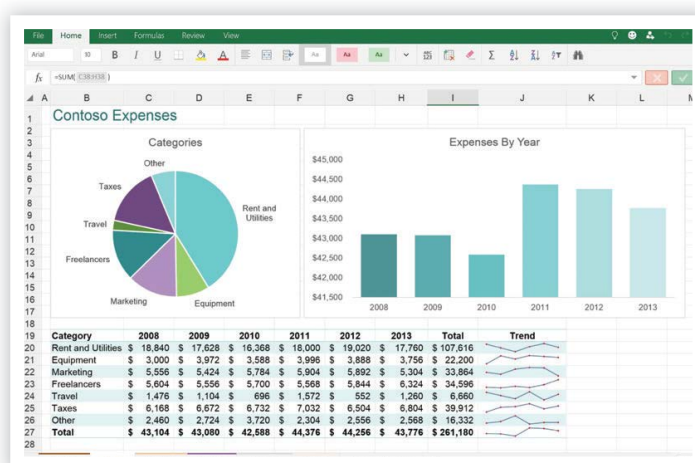 File Home Insert Formulas Review View
Arial 10 B I U A Aa Aa Aa ABC 123 Σ
fx =SUM( C38:H38 )
A B C D E F G H I J K L
1 Contoso Expenses
2
3 Categories Expenses By Year
4 Other $45,000
5
6 Taxes $44,500
7
8 Rent and Utilities $44,000
9
10 Travel $43,500
11
12 Freelancers $43,000
13
14 $42,500
15 Marketing Equipment $42,000
16
17 $41,500
2008 2009 2010 2011 2012 2013
18
19 Category 2008 2009 2010 2011 2012 2013 Total Trend
20 Rent and Utilities $ 18,840 $ 17,628 $ 16,368 $ 18,000 $ 19,020 $ 17,760 $ 107,616
21 Equipment $ 3,000 $ 3,972 $ 3,588 $ 3,996 $ 3,888 $ 3,756 $ 22,200
22 Marketing $ 5,556 $ 5,424 $ 5,784 $ 5,904 $ 5,892 $ 5,304 $ 33,864
23 Freelancers $ 5,604 $ 5,556 $ 5,700 $ 5,568 $ 5,844 $ 6,324 $ 34,596
24 Travel $ 1,476 $ 1,104 $ 696 $ 1,572 $ 552 $ 1,260 $ 6,660
25 Taxes $ 6,168 $ 6,672 $ 6,732 $ 7,032 $ 6,504 $ 6,804 $ 39,912
26 Other $ 2,460 $ 2,724 $ 3,720 $ 2,304 $ 2,556 $ 2,568 $ 16,332
27 Total $ 43,104 $ 43,080 $ 42,588 $ 44,376 $ 44,256 $ 43,776 $ 261,180
28